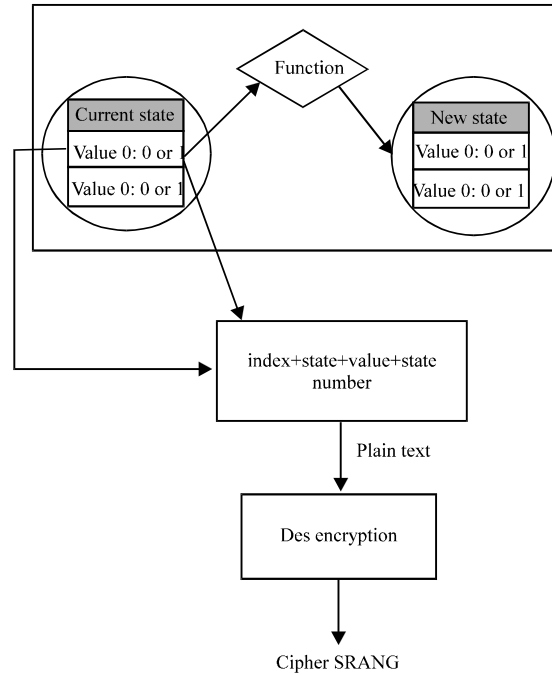 Function
Current state
Value 0: 0 or 1
Value 0: 0 or 1
New state
Value 0: 0 or 1
Value 0: 0 or 1
index+state+value+state
number
Plain text
Des encryption
Cipher SRANG